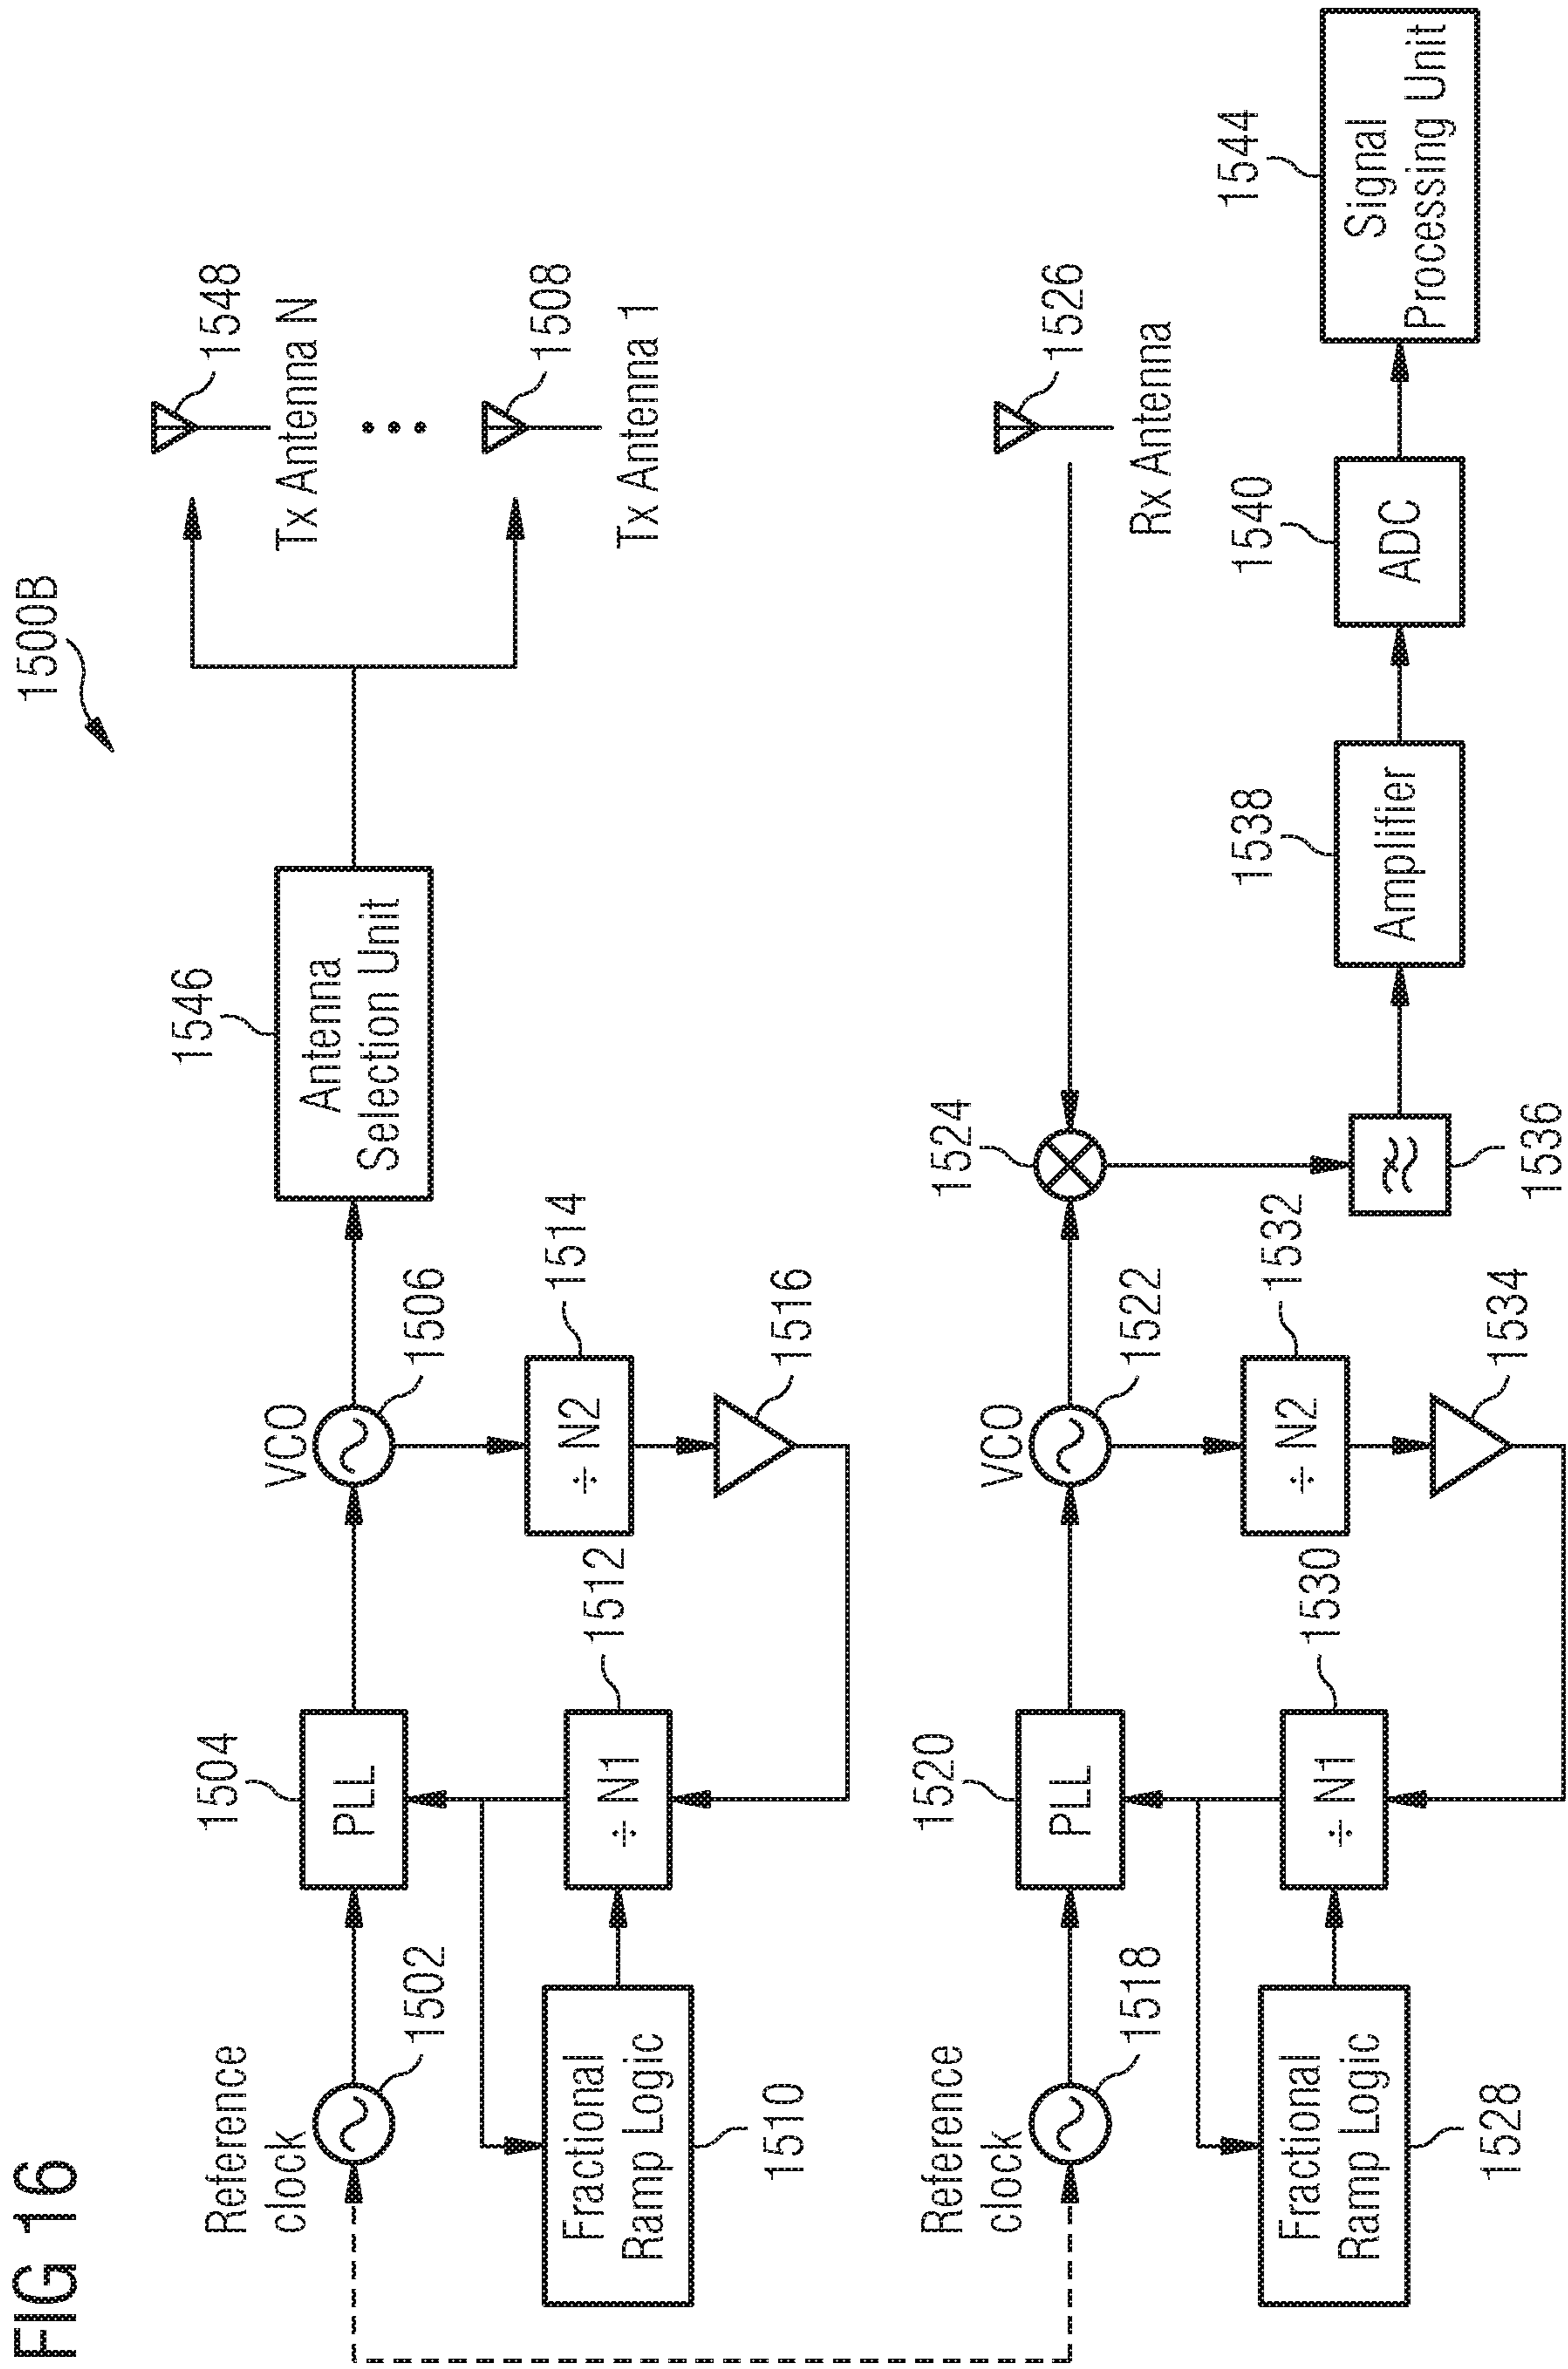 FIG 16
1500B
Reference
clock
1502
1504
PLL
VCO
1506
1546
Antenna
Selection Unit
1548
Tx Antenna N
1508
Tx Antenna 1
Fractional
Ramp Logic
1510
÷ N1
1512
÷ N2
1514
1516
Reference
clock
1518
1520
PLL
VCO
1522
1524
1526
Rx Antenna
Fractional
Ramp Logic
1528
÷ N1
1530
÷ N2
1532
1534
1536
1538
Amplifier
1540
ADC
1544
Signal
Processing Unit